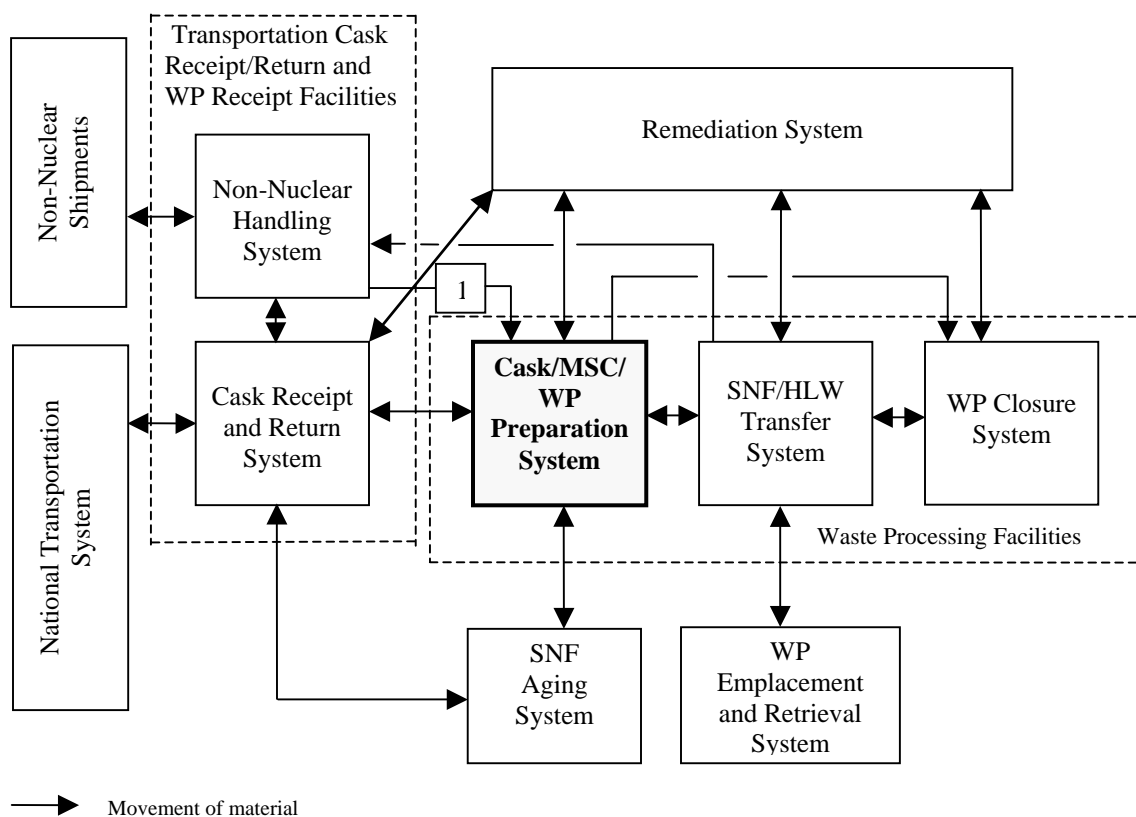 Non-Nuclear
Shipments
Transportation Cask
Receipt/Return and
WP Receipt Facilities
Remediation System
Non-Nuclear
Handling
System
1
National Transportation
System
Cask Receipt
and Return
System
Cask/MSC/
WP
Preparation
System
SNF/HLW
Transfer
System
WP Closure
System
Waste Processing Facilities
SNF
Aging
System
WP
Emplacement
and Retrieval
System
Movement of material